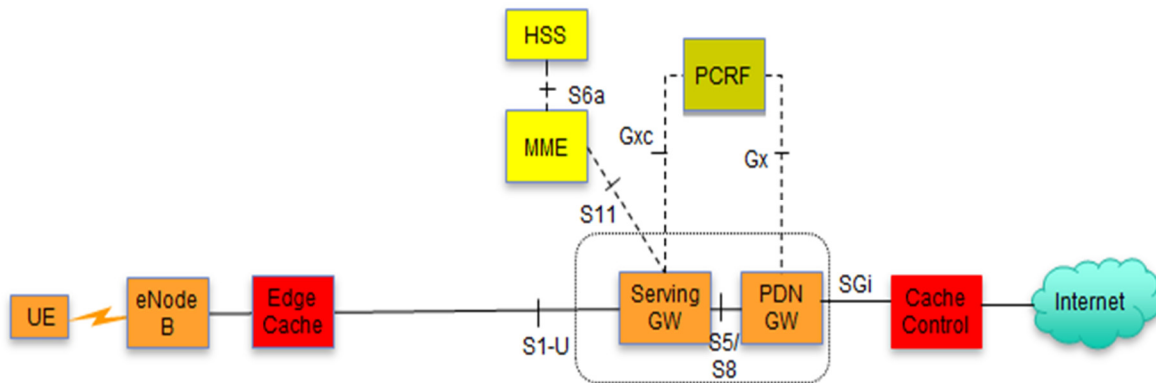 HSS
PCRF
S6a
MME
Gxc
Gx
S11
UE
eNode
B
Edge
Cache
S1-U
Serving
GW
S5/
S8
PDN
GW
SGi
Cache
Control
Internet